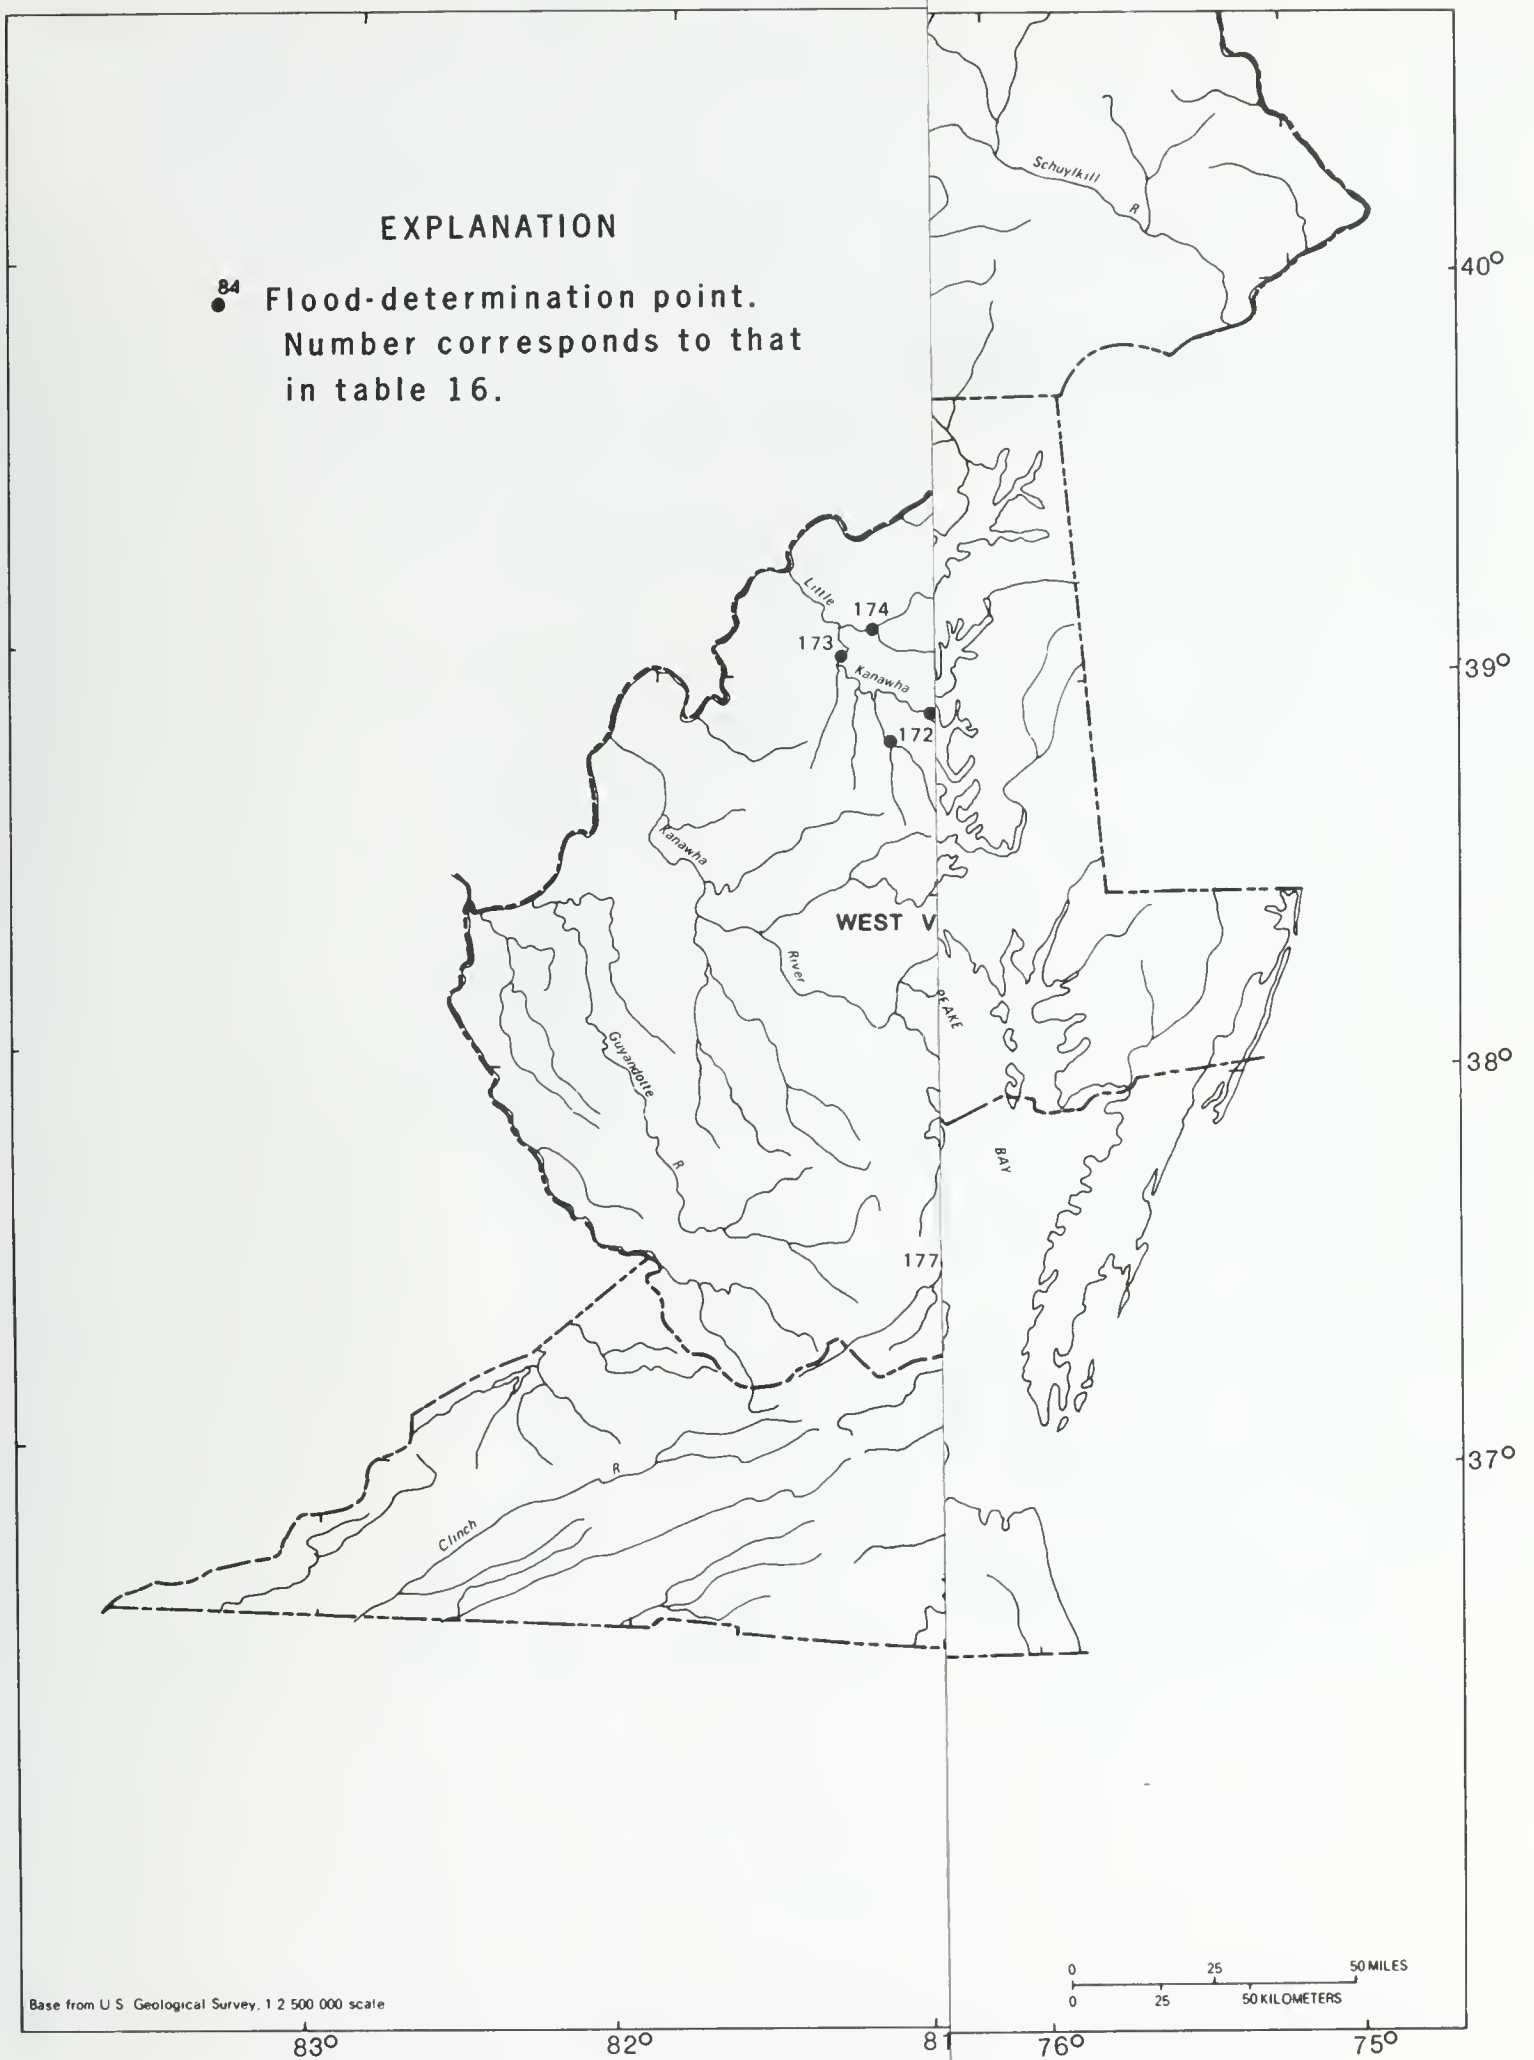 Schuylkill
R
EXPLANATION
84 Flood-determination point.
Number corresponds to that
in table 16.
40°
Little
174
173
Kanawha
39°
172
Kanawha
WEST V
River
PEAKE
Guyandotte
38°
R
BAY
177
37°
R
Clinch
0 25 50 MILES
0 25 50 KILOMETERS
Base from U S Geological Survey, 1 2 500 000 scale
83° 82° 81 76° 75°